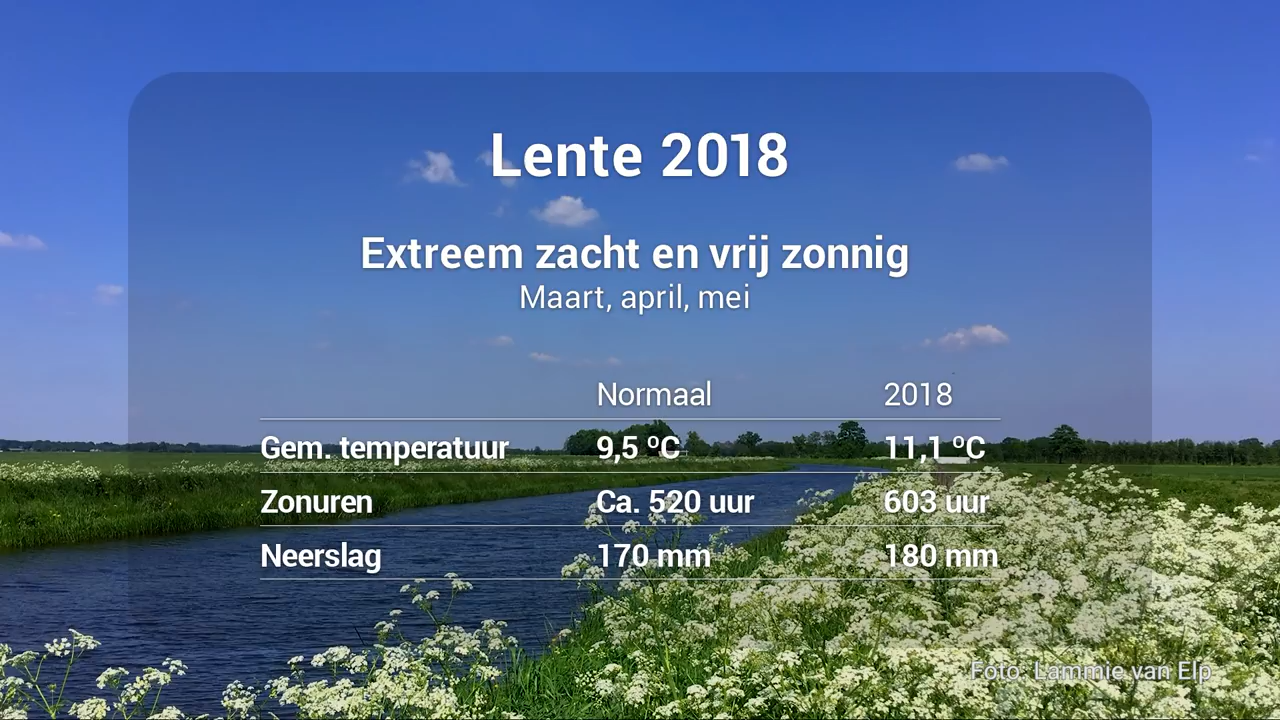 Lente 2018
Extreem zacht en vrij zonnig
Maart, april, mei
Normaal 2018
Gem. temperatuur 9,5 ºC 11,1 ºC
Zonuren Ca. 520 uur 603 uur
Neerslag 170 mm 180 mm
Foto: Lammie van Elp